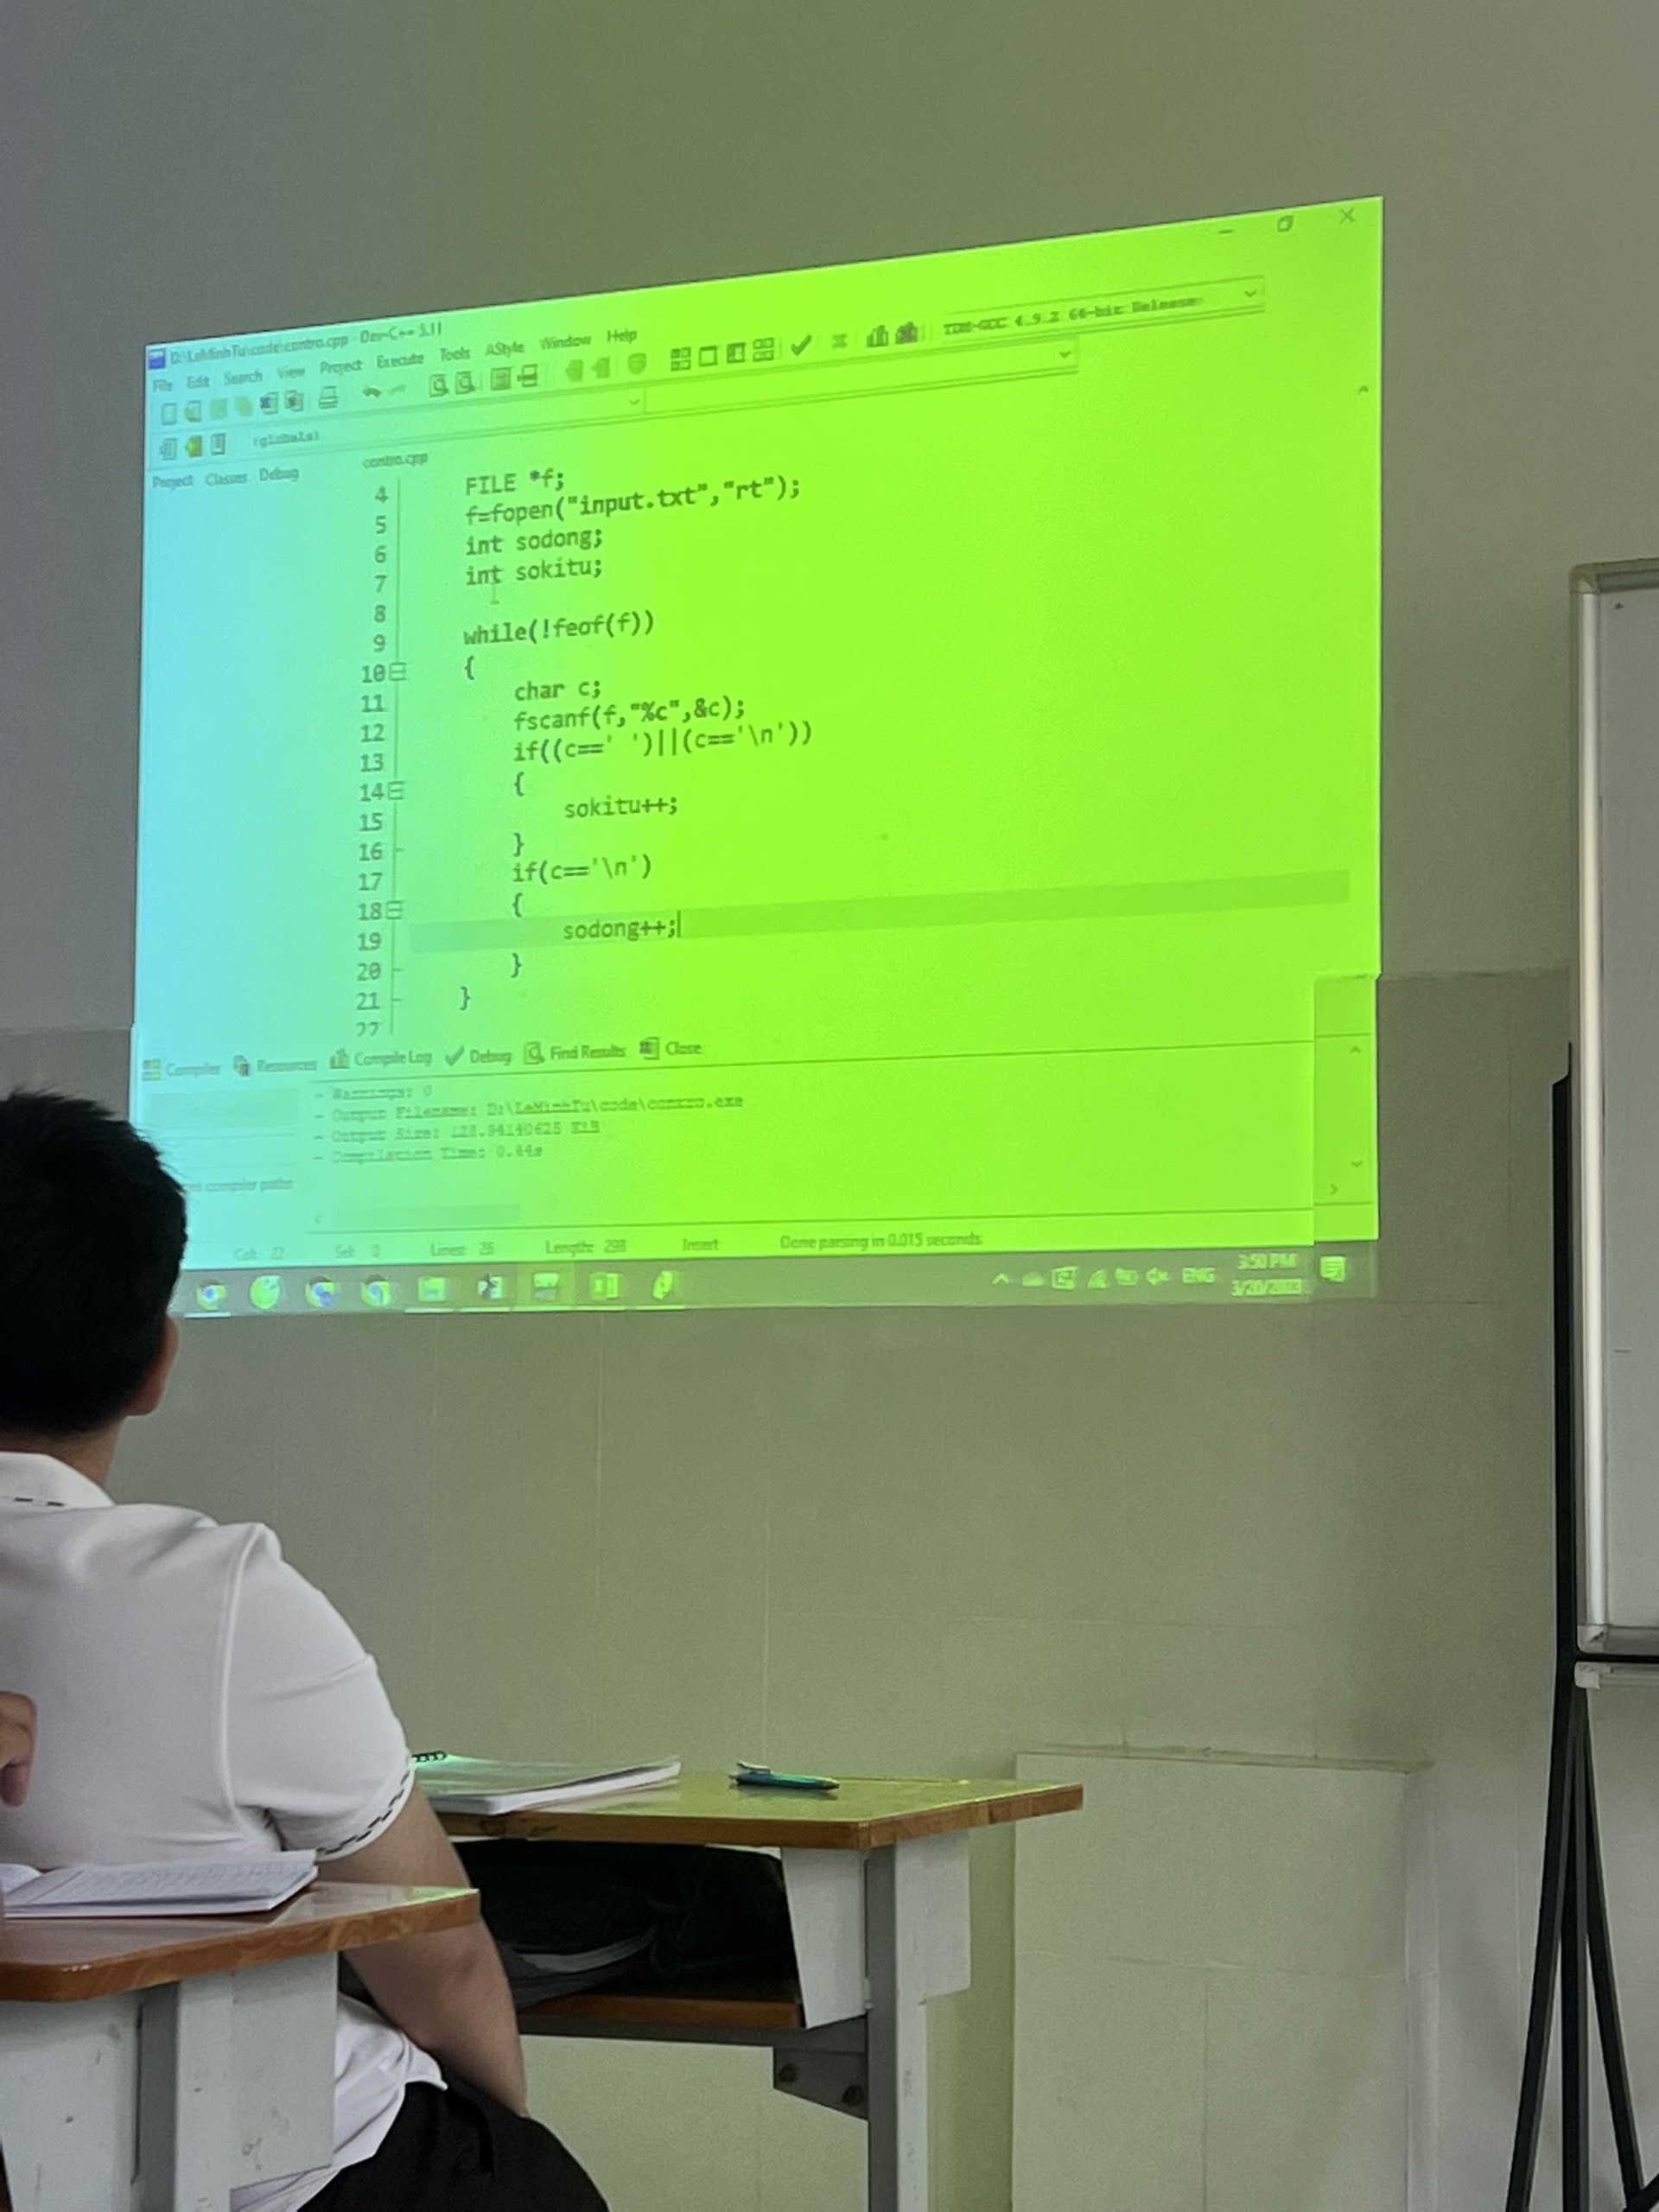 D:\LeMinhTu\code\contro.cpp - Dev-C++ 5.11
File Edit Search View Project Execute Tools AStyle Window Help
TDM-GCC 4.9.2 64-bit Release
(globals)
Project Classes Debug
contro.cpp
4 FILE *f;
5 f=fopen("input.txt","rt");
6 int sodong;
7 int sokitu;
8
9 while(!feof(f))
10 {
11 char c;
12 fscanf(f,"%c",&c);
13 if((c==' ')||(c=='\n'))
14 {
15 sokitu++;
16 }
17 if(c=='\n')
18 {
19 sodong++;
20 }
21 }
22
Compiler Resources Compile Log Debug Find Results Close
- Warnings: 0
- Output Filename: D:\LeMinhTu\code\contro.exe
- Output Size: 128.94140625 KiB
- Compilation Time: 0.44s
compiler paths
Col: 22 Sel: 0 Lines: 26 Length: 298 Insert Done parsing in 0.015 seconds
ENG
3:50 PM